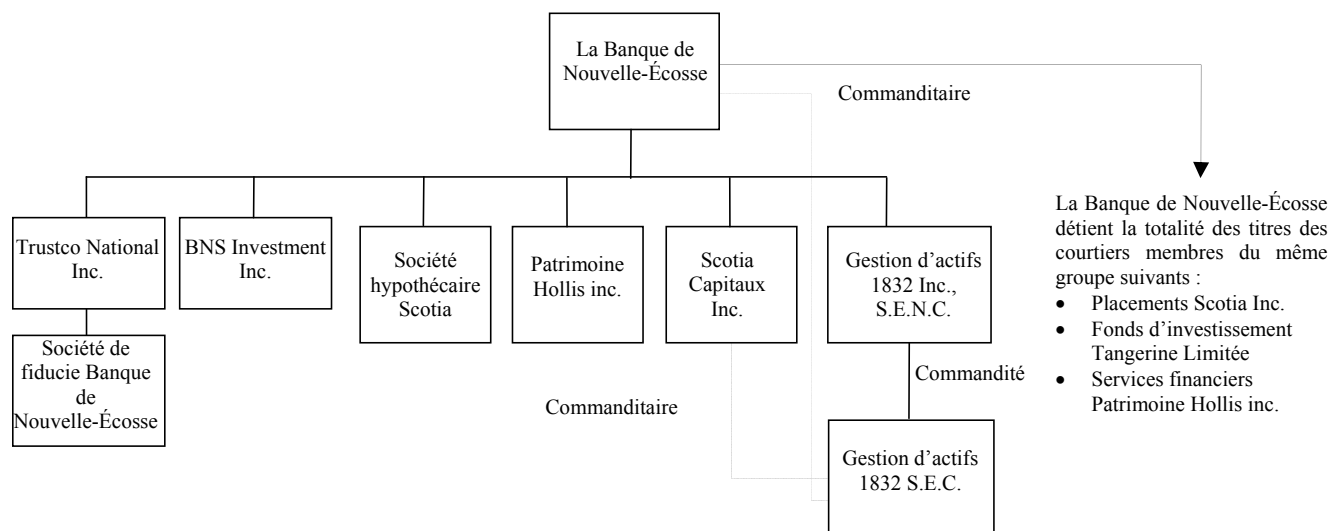 La Banque de
Nouvelle-Écosse
Commanditaire
Trustco National
Inc.
BNS Investment
Inc.
Société
hypothécaire
Scotia
Patrimoine
Hollis inc.
Scotia
Capitaux
Inc.
Gestion d’actifs
1832 Inc.,
S.E.N.C.
La Banque de Nouvelle-Écosse
détient la totalité des titres des
courtiers membres du même
groupe suivants :
• Placements Scotia Inc.
• Fonds d’investissement
Tangerine Limitée
• Services financiers
Patrimoine Hollis inc.
Société de
fiducie Banque
de
Nouvelle-Écosse
Commanditaire
Commandité
Gestion d’actifs
1832 S.E.C.